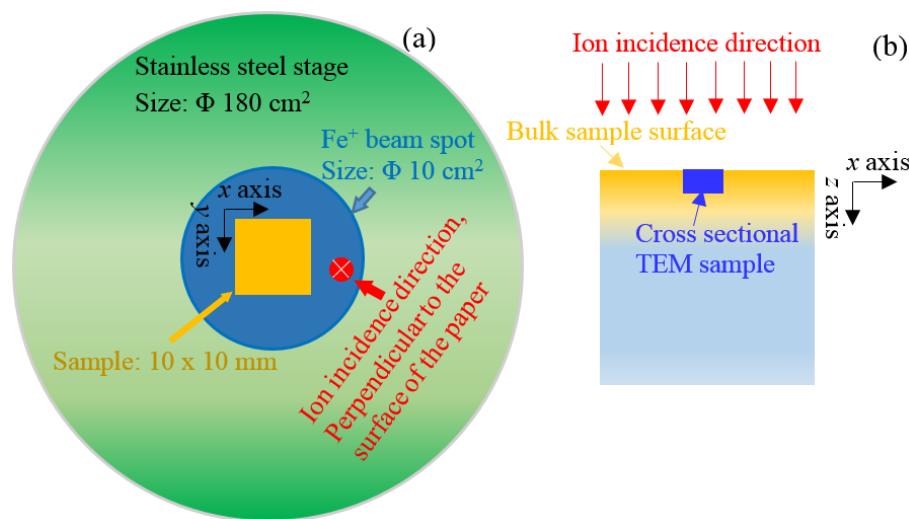 (a)
Stainless steel stage
Size: Φ 180 cm²
Fe⁺ beam spot
Size: Φ 10 cm²
x axis
y axis
Sample: 10 x 10 mm
Ion incidence direction,
Perpendicular to the
surface of the paper
(b)
Ion incidence direction
Bulk sample surface
x axis
z axis
Cross sectional
TEM sample